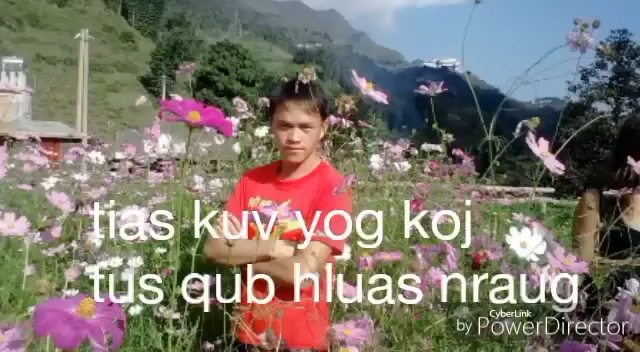 tias kuv yog koj
tus qub hluas nraug
CyberLink
by PowerDirector